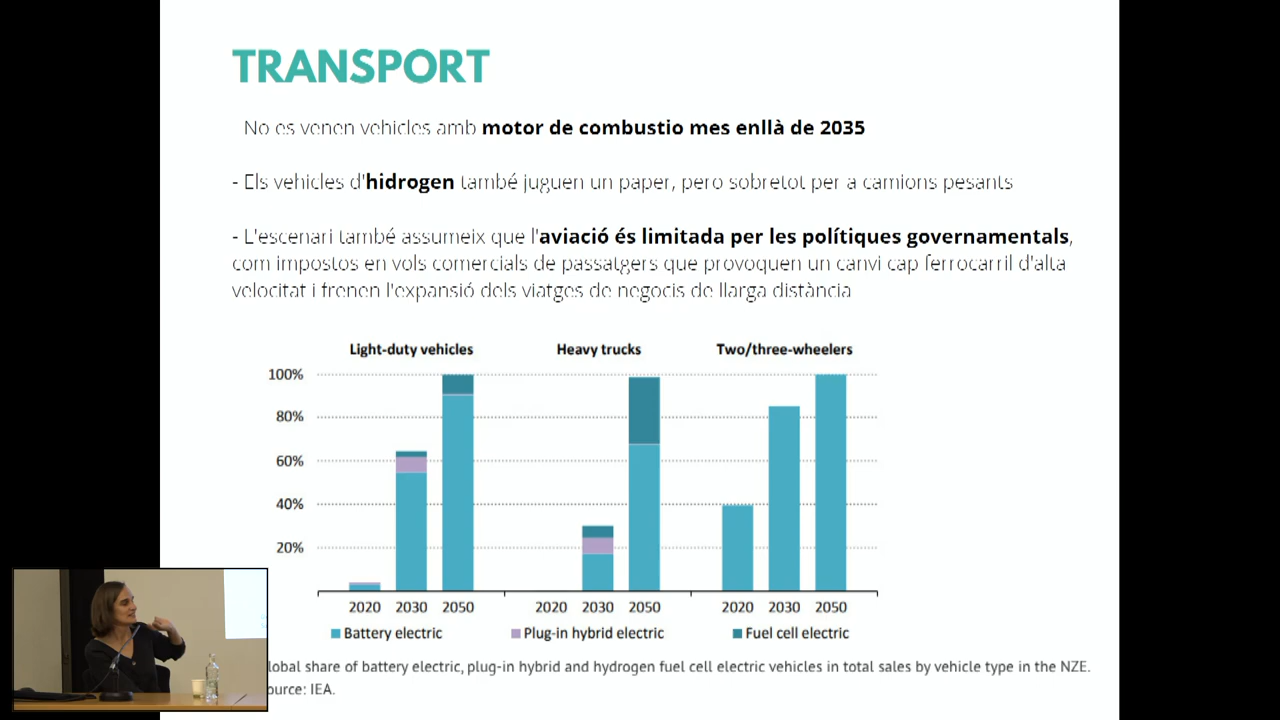 TRANSPORT
No es venen vehicles amb motor de combustio mes enllà de 2035
- Els vehicles d'hidrogen també juguen un paper, pero sobretot per a camions pesants
- L'escenari també assumeix que l'aviació és limitada per les polítiques governamentals,
com impostos en vols comercials de passatgers que provoquen un canvi cap ferrocarril d'alta
velocitat i frenen l'expansió dels viatges de negocis de llarga distància
Light-duty vehicles Heavy trucks Two/three-wheelers
100%
80%
60%
40%
20%
2020 2030 2050 2020 2030 2050 2020 2030 2050
Battery electric Plug-in hybrid electric Fuel cell electric
lobal share of battery electric, plug-in hybrid and hydrogen fuel cell electric vehicles in total sales by vehicle type in the NZE.
ource: IEA.